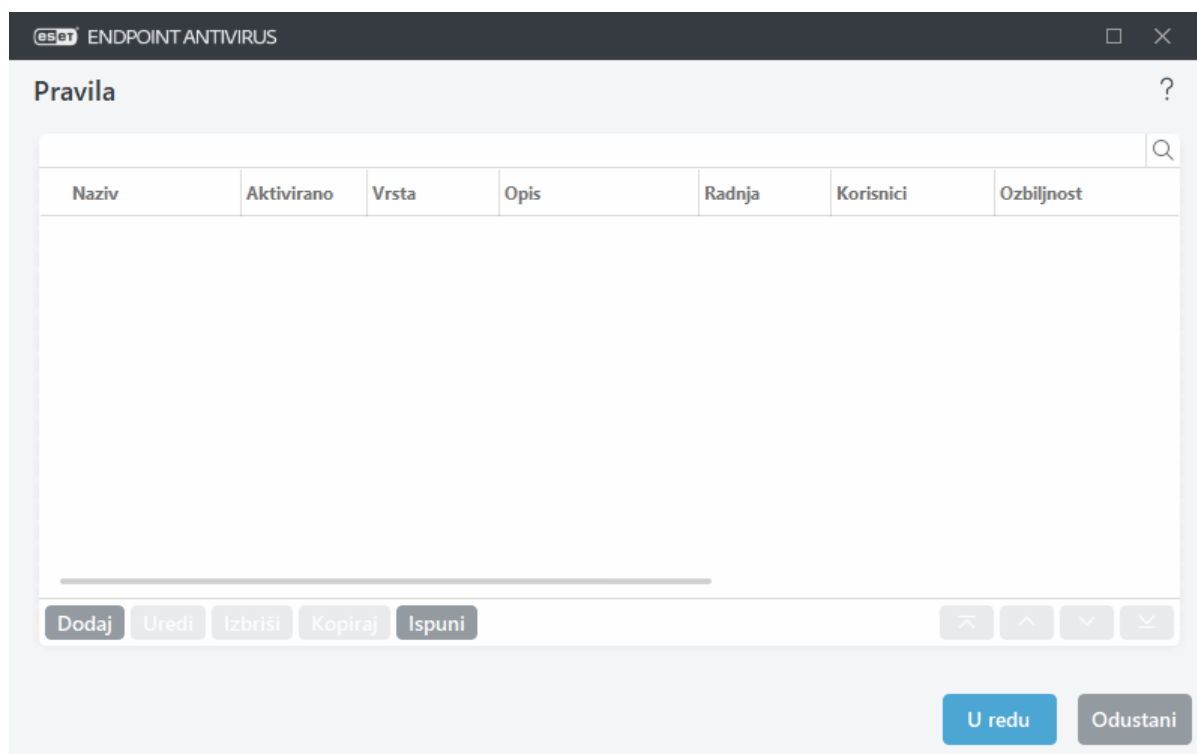 eset ENDPOINT ANTIVIRUS
Pravila ?
Naziv Aktivirano Vrsta Opis Radnja Korisnici Ozbiljnost
Dodaj Uredi Izbriši Kopiraj Ispuni
U redu Odustani